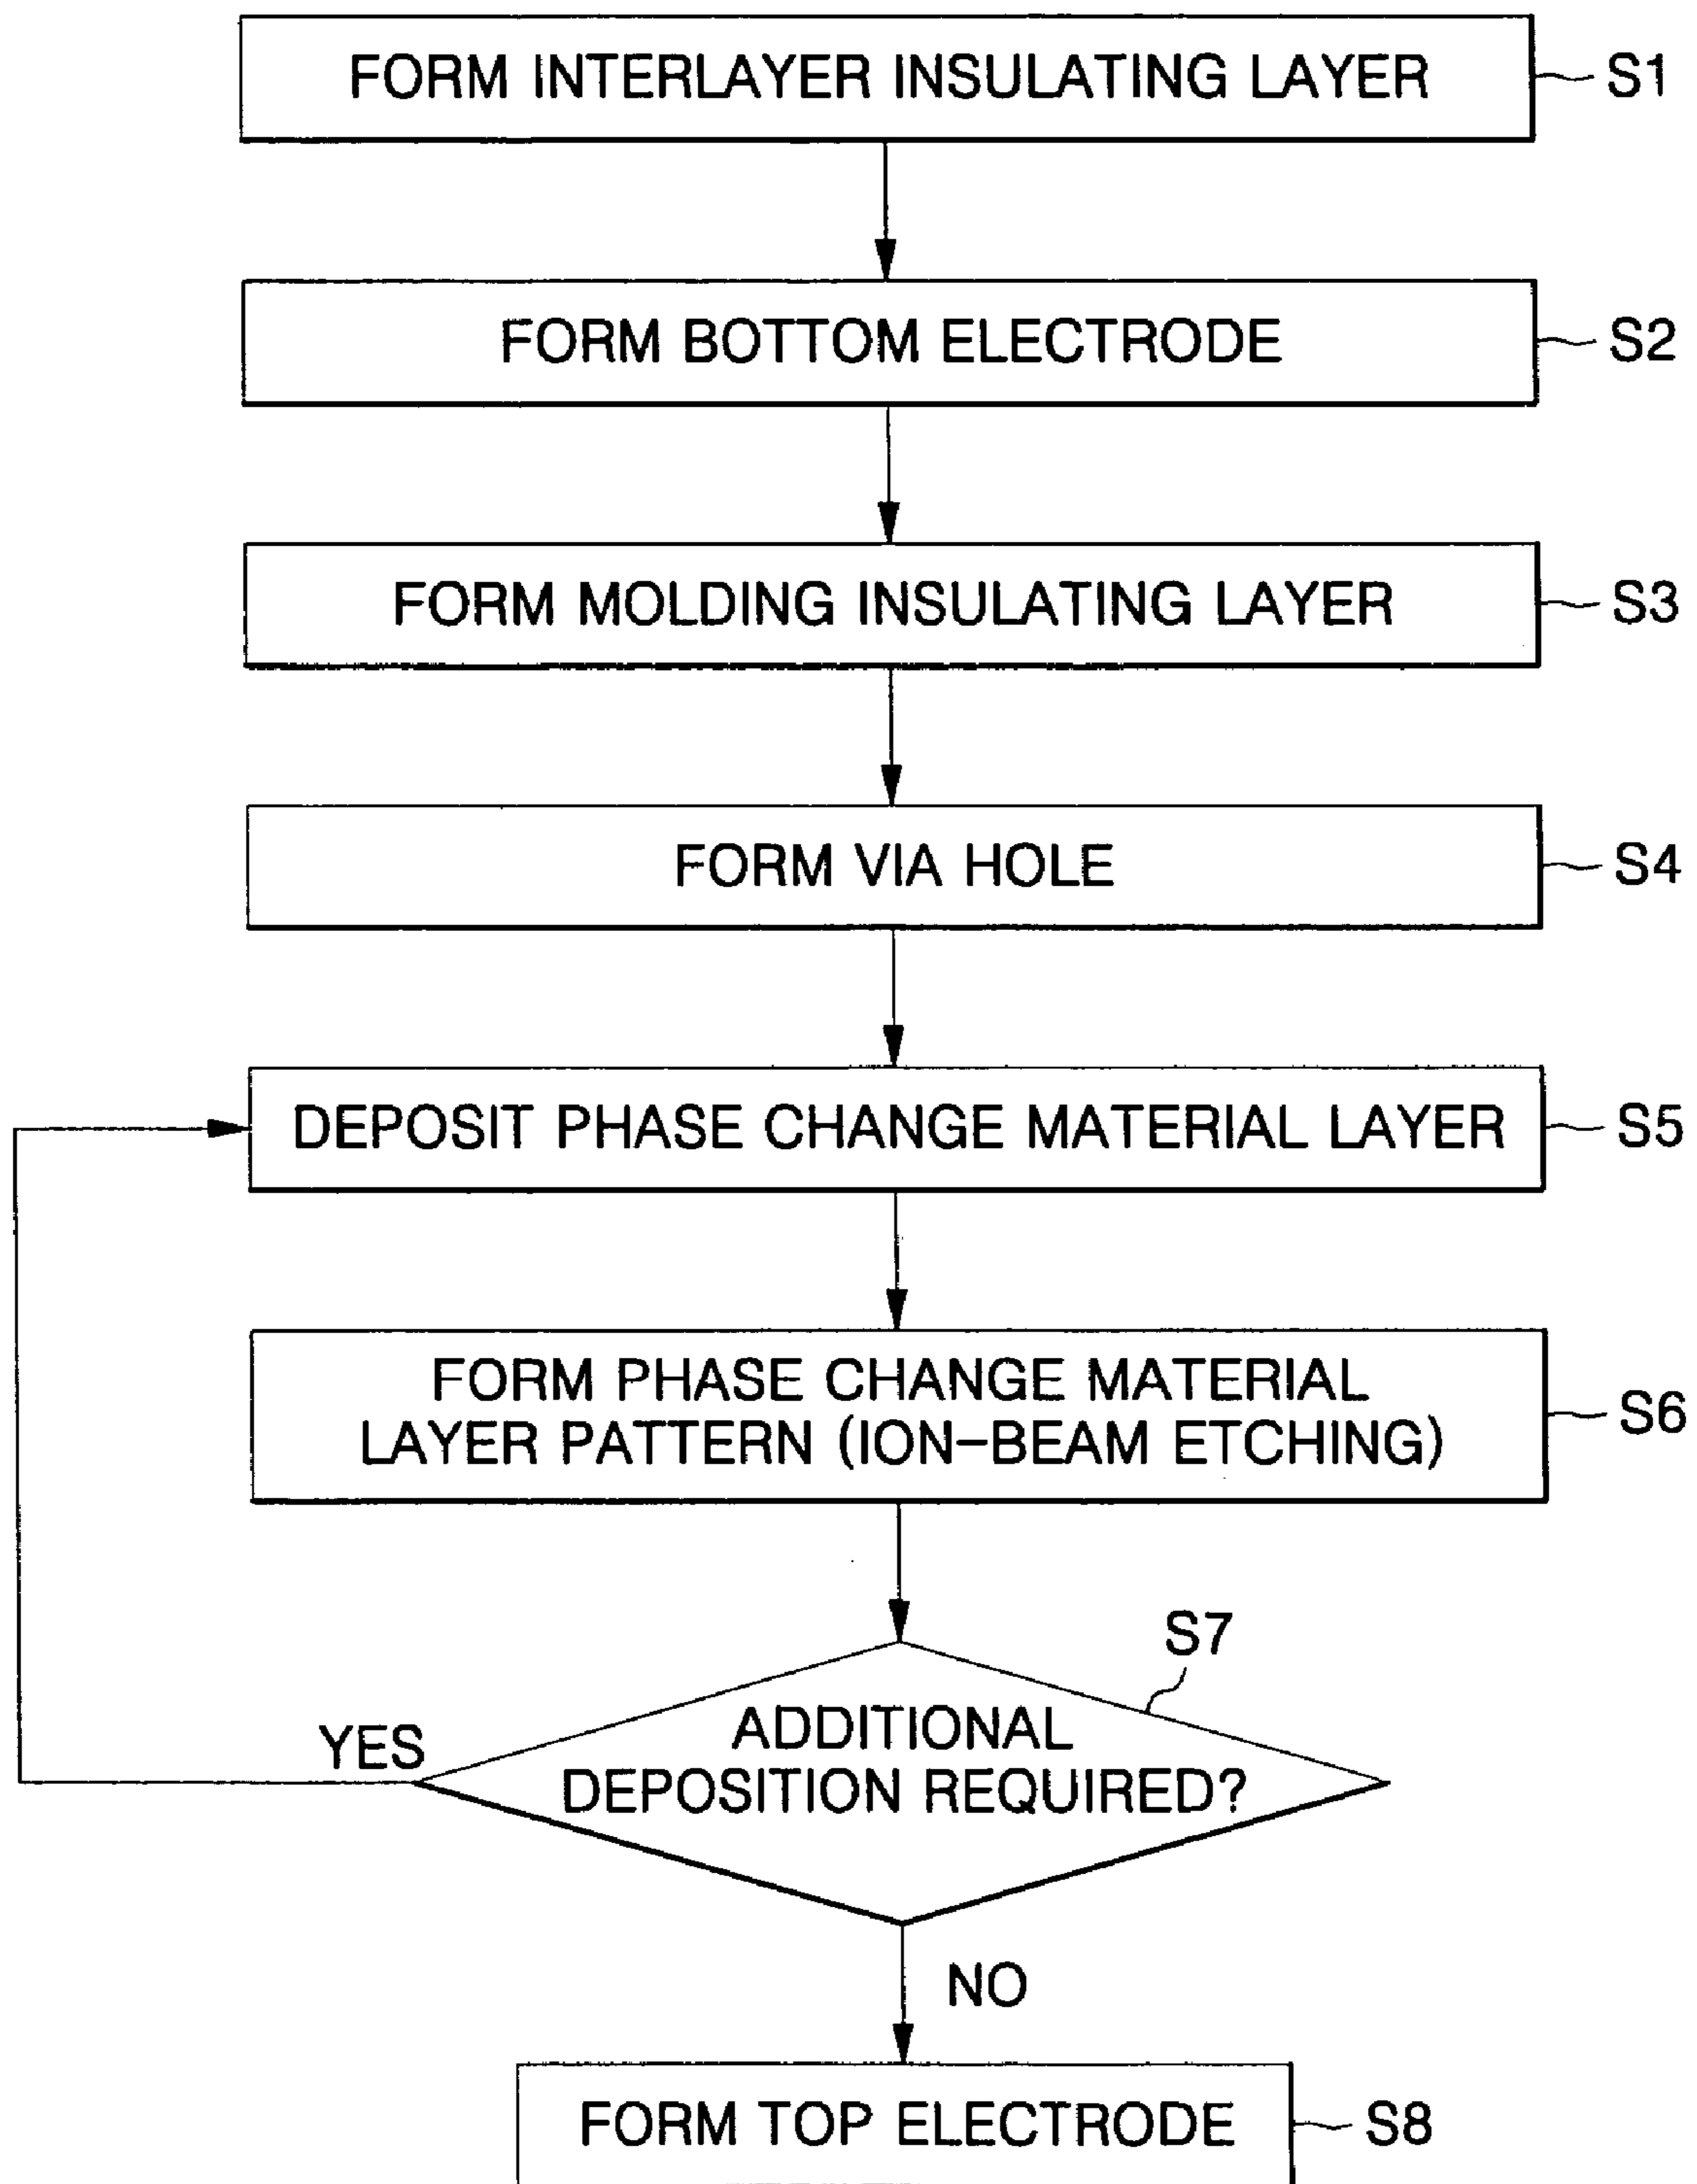 FORM INTERLAYER INSULATING LAYER
S1
FORM BOTTOM ELECTRODE
S2
FORM MOLDING INSULATING LAYER
S3
FORM VIA HOLE
S4
DEPOSIT PHASE CHANGE MATERIAL LAYER
S5
FORM PHASE CHANGE MATERIAL
LAYER PATTERN (ION-BEAM ETCHING)
S6
S7
ADDITIONAL
DEPOSITION REQUIRED?
YES
NO
FORM TOP ELECTRODE
S8